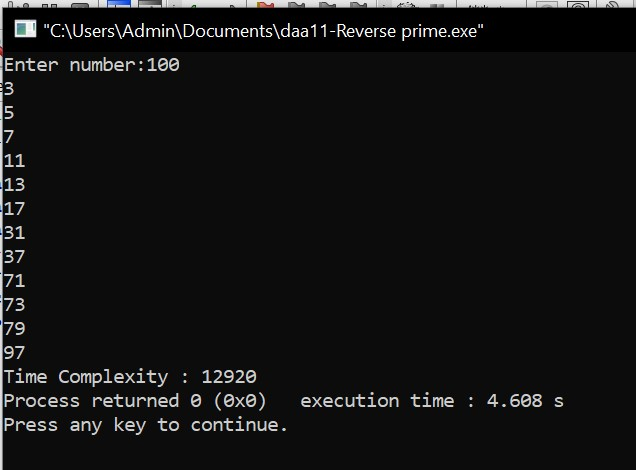 "C:\Users\Admin\Documents\daa11-Reverse prime.exe"
Enter number:100
3
5
7
11
13
17
31
37
71
73
79
97
Time Complexity : 12920
Process returned 0 (0x0)   execution time : 4.608 s
Press any key to continue.